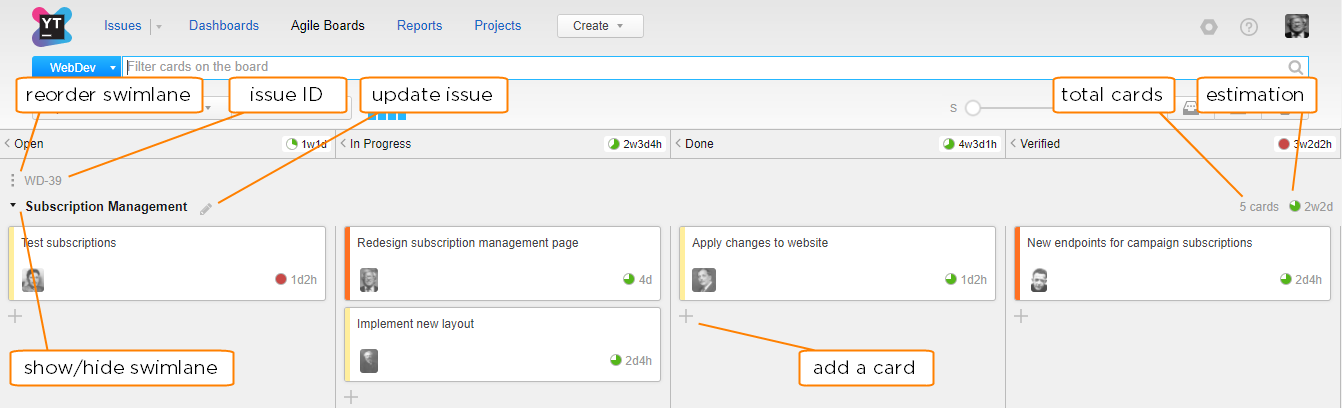 YT
Issues Dashboards Agile Boards Reports Projects Create
WebDev Filter cards on the board
reorder swimlane issue ID update issue total cards estimation
S
Open 1w1d In Progress 2w3d4h Done 4w3d1h Verified 3w2d2h
WD-39
Subscription Management 5 cards 2w2d
Test subscriptions Redesign subscription management page Apply changes to website New endpoints for campaign subscriptions
1d2h 4d 1d2h 2d4h
Implement new layout
2d4h
show/hide swimlane add a card